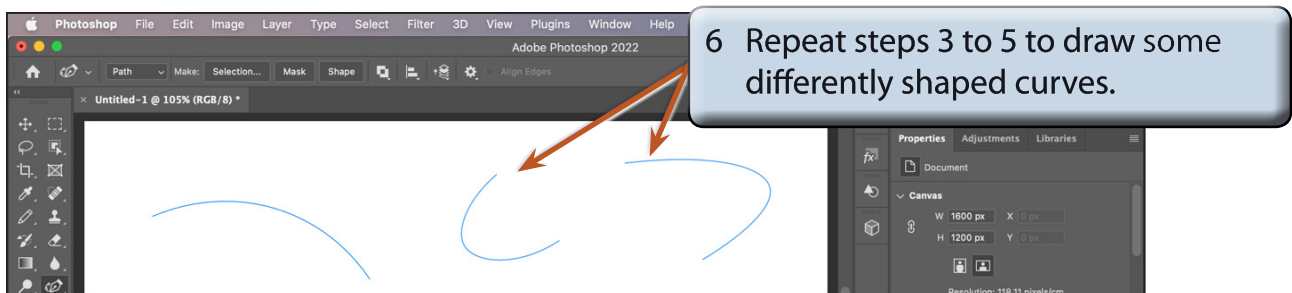 Photoshop File Edit Image Layer Type Select Filter 3D View Plugins Window Help
6 Repeat steps 3 to 5 to draw some
differently shaped curves.
Adobe Photoshop 2022
Path Make: Selection... Mask Shape Align Edges
× Untitled-1 @ 105% (RGB/8) *
Properties Adjustments Libraries
fx
Document
Canvas
W 1600 px X 0 px
H 1200 px Y 0 px
Resolution: 118.11 pixels/cm